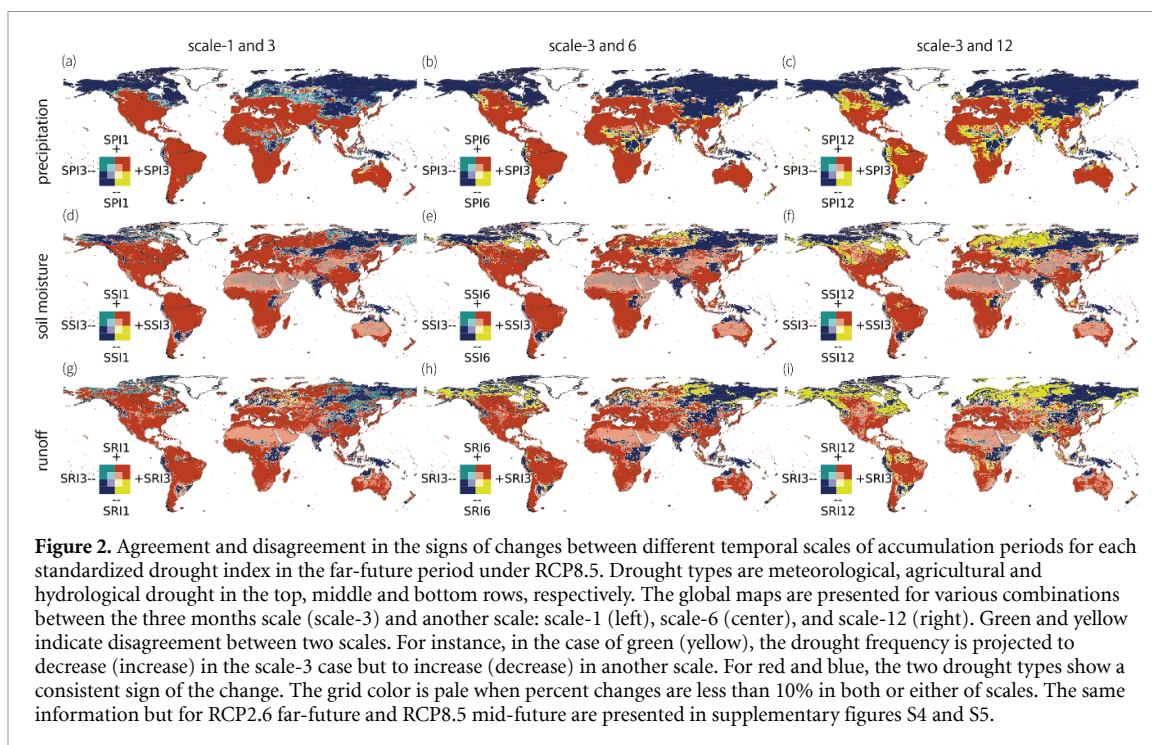 scale-1 and 3
scale-3 and 6
scale-3 and 12
precipitation
(a)
SPI1
+
SPI3--
+SPI3
--
SPI1
(b)
SPI6
+
SPI3--
+SPI3
--
SPI6
(c)
SPI12
+
SPI3--
+SPI3
--
SPI12
soil moisture
(d)
SSI1
+
SSI3--
+SSI3
--
SSI1
(e)
SSI6
+
SSI3--
+SSI3
--
SSI6
(f)
SSI12
+
SSI3--
+SSI3
--
SSI12
runoff
(g)
SRI1
+
SRI3--
+SRI3
--
SRI1
(h)
SRI6
+
SRI3--
+SRI3
--
SRI6
(i)
SRI12
+
SRI3--
+SRI3
--
SRI12
Figure 2. Agreement and disagreement in the signs of changes between different temporal scales of accumulation periods for each
standardized drought index in the far-future period under RCP8.5. Drought types are meteorological, agricultural and
hydrological drought in the top, middle and bottom rows, respectively. The global maps are presented for various combinations
between the three months scale (scale-3) and another scale: scale-1 (left), scale-6 (center), and scale-12 (right). Green and yellow
indicate disagreement between two scales. For instance, in the case of green (yellow), the drought frequency is projected to
decrease (increase) in the scale-3 case but to increase (decrease) in another scale. For red and blue, the two drought types show a
consistent sign of the change. The grid color is pale when percent changes are less than 10% in both or either of scales. The same
information but for RCP2.6 far-future and RCP8.5 mid-future are presented in supplementary figures S4 and S5.